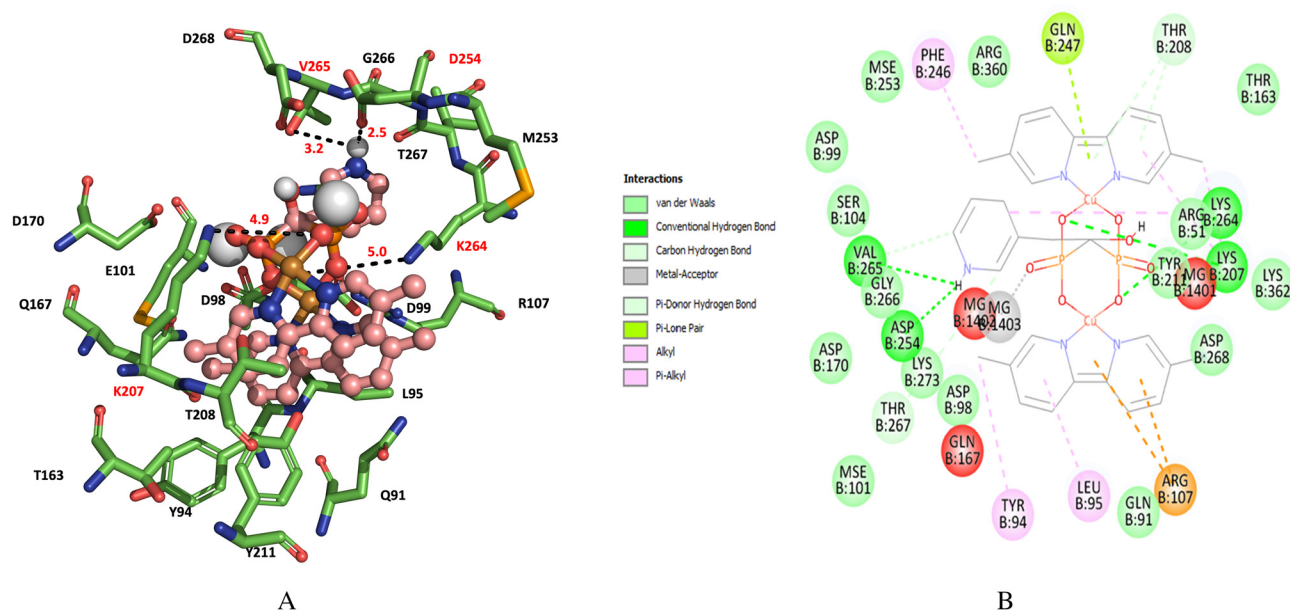 D268
V265
G266
D254
2.5
3.2
T267
M253
D170
4.9
E101
5.0
K264
Q167
D98
D99
R107
K207
T208
L95
T163
Y94
Q91
Y211
A
Interactions
van der Waals
Conventional Hydrogen Bond
Carbon Hydrogen Bond
Metal-Acceptor
Pi-Donor Hydrogen Bond
Pi-Lone Pair
Alkyl
Pi-Alkyl
GLN
B:247
THR
B:208
PHE
B:246
ARG
B:360
MSE
B:253
THR
B:163
ASP
B:99
N
N
Cu
SER
B:104
ARG
B:51
LYS
B:264
O
O
O
H
VAL
B:265
P
P
O
O
TYR
B:211
MG
B:1401
LYS
B:207
LYS
B:362
GLY
B:266
N
H
MG
B:1402
MG
B:1403
O
O
ASP
B:254
Cu
N
N
ASP
B:268
ASP
B:170
LYS
B:273
ASP
B:98
THR
B:267
GLN
B:167
MSE
B:101
TYR
B:94
LEU
B:95
GLN
B:91
ARG
B:107
B